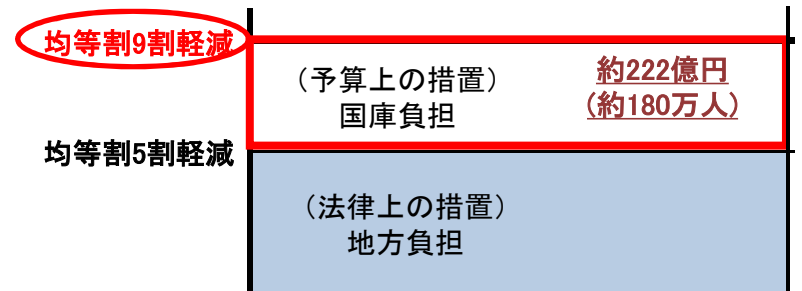 均等割9割軽減
（予算上の措置）
国庫負担
約222億円
(約180万人)
均等割5割軽減
（法律上の措置）
地方負担